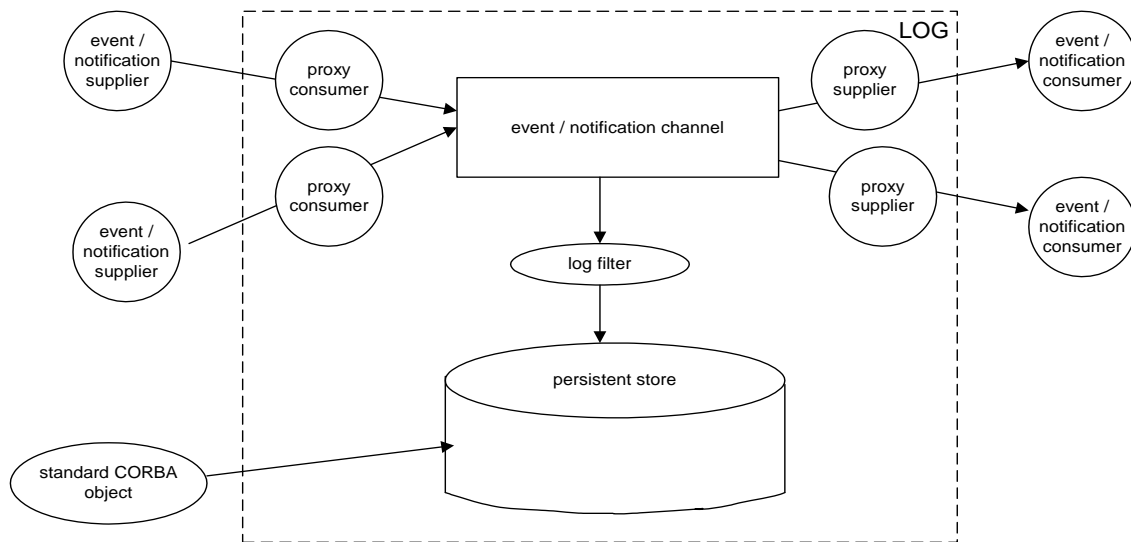 LOG
event /
notification
supplier
proxy
consumer
event / notification channel
proxy
supplier
event /
notification
consumer
event /
notification
supplier
proxy
consumer
proxy
supplier
event /
notification
consumer
log filter
persistent store
standard CORBA
object